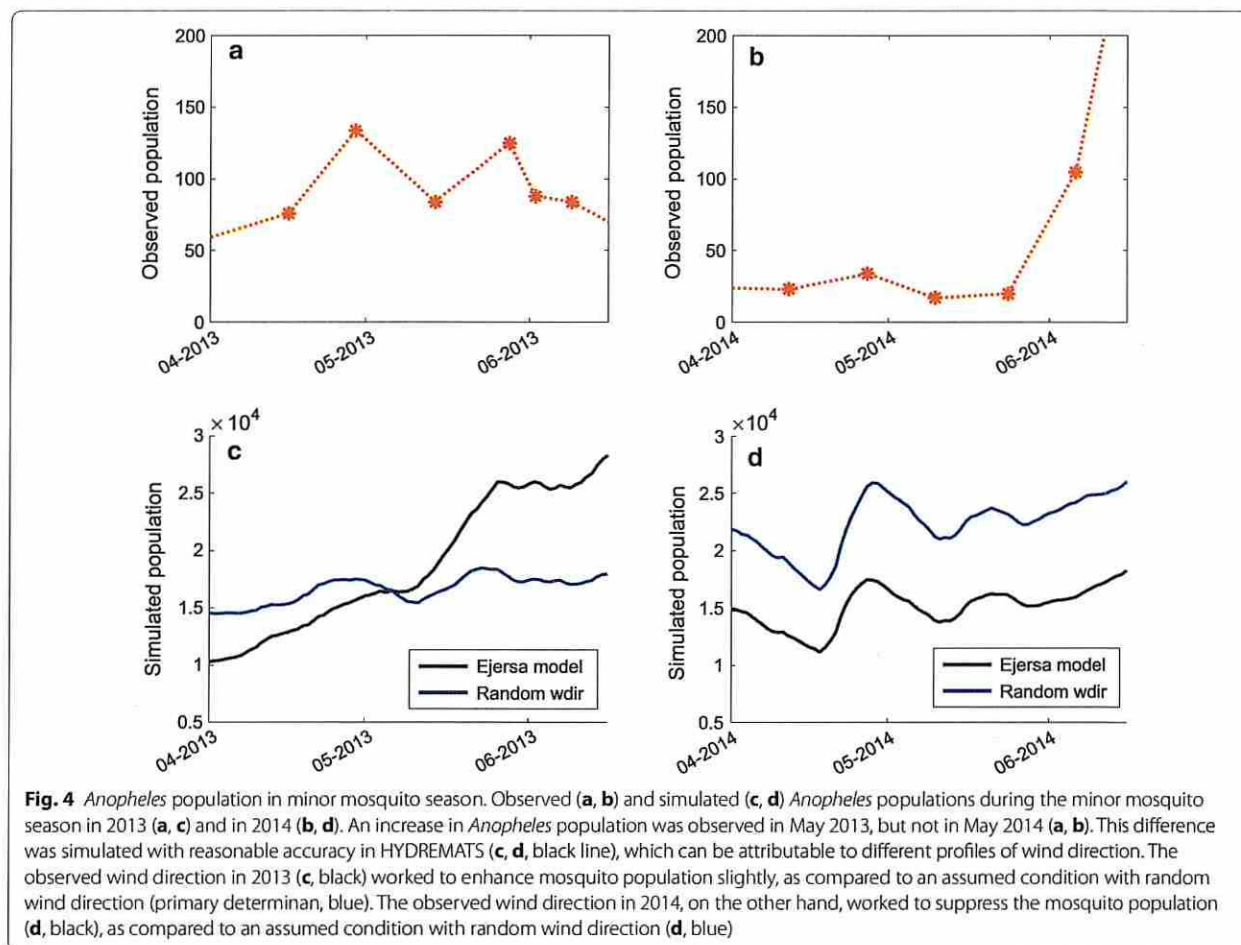 a
200
150
100
50
0
Observed population
04-2013
05-2013
06-2013
b
200
150
100
50
0
Observed population
04-2014
05-2014
06-2014
× 10⁴
c
3
2.5
2
1.5
1
0.5
Simulated population
Ejersa model
Random wdir
04-2013
05-2013
06-2013
× 10⁴
d
3
2.5
2
1.5
1
0.5
Simulated population
Ejersa model
Random wdir
04-2014
05-2014
06-2014
Fig. 4 Anopheles population in minor mosquito season. Observed (a, b) and simulated (c, d) Anopheles populations during the minor mosquito
season in 2013 (a, c) and in 2014 (b, d). An increase in Anopheles population was observed in May 2013, but not in May 2014 (a, b). This difference
was simulated with reasonable accuracy in HYDREMATS (c, d, black line), which can be attributable to different profiles of wind direction. The
observed wind direction in 2013 (c, black) worked to enhance mosquito population slightly, as compared to an assumed condition with random
wind direction (primary determinan, blue). The observed wind direction in 2014, on the other hand, worked to suppress the mosquito population
(d, black), as compared to an assumed condition with random wind direction (d, blue)